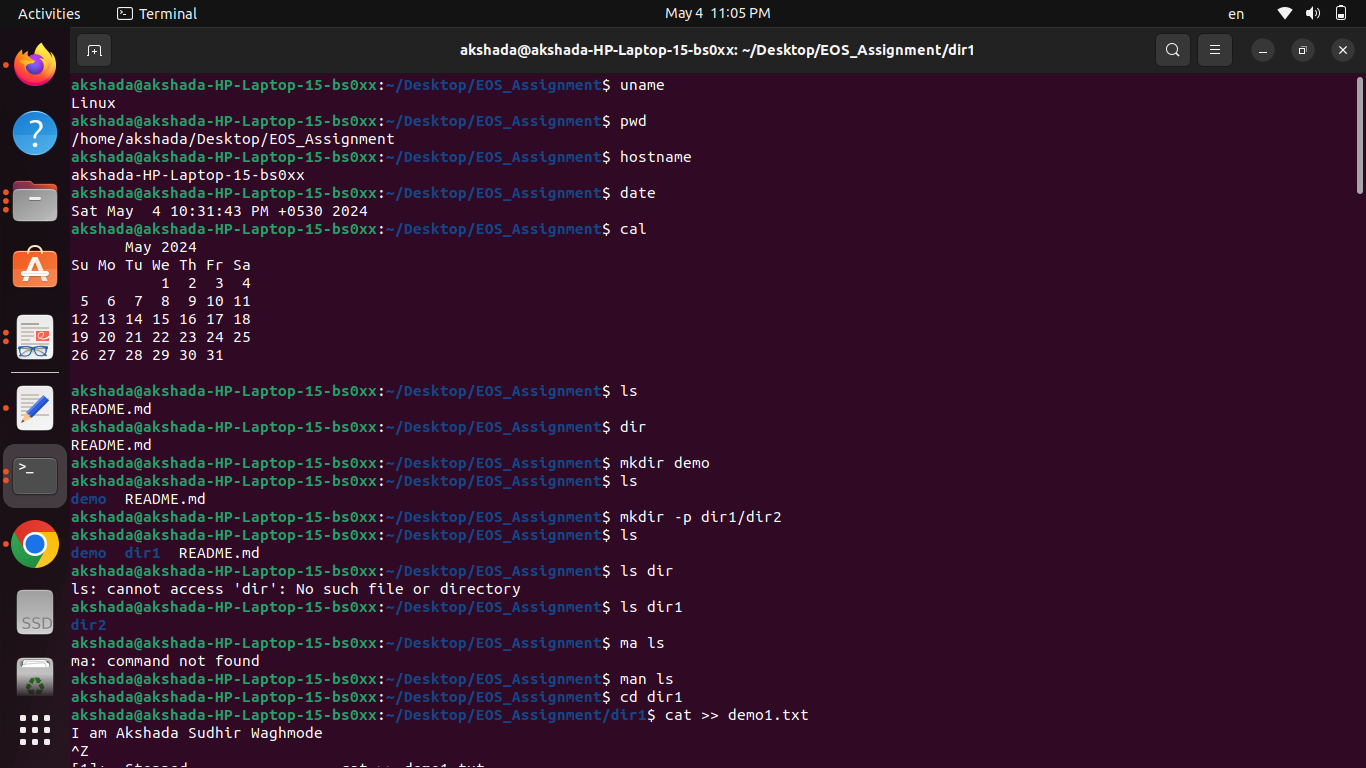 Activities Terminal May 4 11:05 PM en
akshada@akshada-HP-Laptop-15-bs0xx: ~/Desktop/EOS_Assignment/dir1
akshada@akshada-HP-Laptop-15-bs0xx:~/Desktop/EOS_Assignment$ uname
Linux
akshada@akshada-HP-Laptop-15-bs0xx:~/Desktop/EOS_Assignment$ pwd
/home/akshada/Desktop/EOS_Assignment
akshada@akshada-HP-Laptop-15-bs0xx:~/Desktop/EOS_Assignment$ hostname
akshada-HP-Laptop-15-bs0xx
akshada@akshada-HP-Laptop-15-bs0xx:~/Desktop/EOS_Assignment$ date
Sat May  4 10:31:43 PM +0530 2024
akshada@akshada-HP-Laptop-15-bs0xx:~/Desktop/EOS_Assignment$ cal
      May 2024
Su Mo Tu We Th Fr Sa
          1  2  3  4
 5  6  7  8  9 10 11
12 13 14 15 16 17 18
19 20 21 22 23 24 25
26 27 28 29 30 31
akshada@akshada-HP-Laptop-15-bs0xx:~/Desktop/EOS_Assignment$ ls
README.md
akshada@akshada-HP-Laptop-15-bs0xx:~/Desktop/EOS_Assignment$ dir
README.md
akshada@akshada-HP-Laptop-15-bs0xx:~/Desktop/EOS_Assignment$ mkdir demo
akshada@akshada-HP-Laptop-15-bs0xx:~/Desktop/EOS_Assignment$ ls
demo  README.md
akshada@akshada-HP-Laptop-15-bs0xx:~/Desktop/EOS_Assignment$ mkdir -p dir1/dir2
akshada@akshada-HP-Laptop-15-bs0xx:~/Desktop/EOS_Assignment$ ls
demo  dir1  README.md
akshada@akshada-HP-Laptop-15-bs0xx:~/Desktop/EOS_Assignment$ ls dir
ls: cannot access 'dir': No such file or directory
akshada@akshada-HP-Laptop-15-bs0xx:~/Desktop/EOS_Assignment$ ls dir1
dir2
akshada@akshada-HP-Laptop-15-bs0xx:~/Desktop/EOS_Assignment$ ma ls
ma: command not found
akshada@akshada-HP-Laptop-15-bs0xx:~/Desktop/EOS_Assignment$ man ls
akshada@akshada-HP-Laptop-15-bs0xx:~/Desktop/EOS_Assignment$ cd dir1
akshada@akshada-HP-Laptop-15-bs0xx:~/Desktop/EOS_Assignment/dir1$ cat >> demo1.txt
I am Akshada Sudhir Waghmode
^Z
[1]+  Stopped                 cat >> demo1.txt
SSD